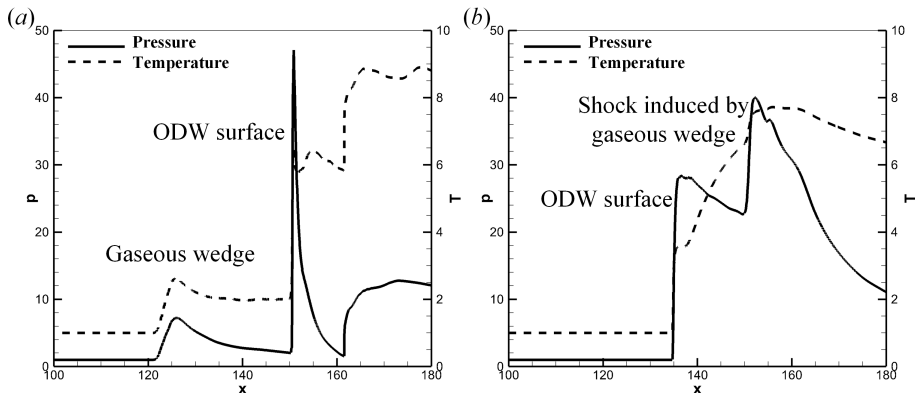 (a)
50
40
30
20
10
0
p
Pressure
Temperature
ODW surface
Gaseous wedge
10
8
6
4
2
0
T
100 120 140 160 180
x
(b)
50
40
30
20
10
0
p
Pressure
Temperature
Shock induced by
gaseous wedge
ODW surface
10
8
6
4
2
0
T
100 120 140 160 180
x